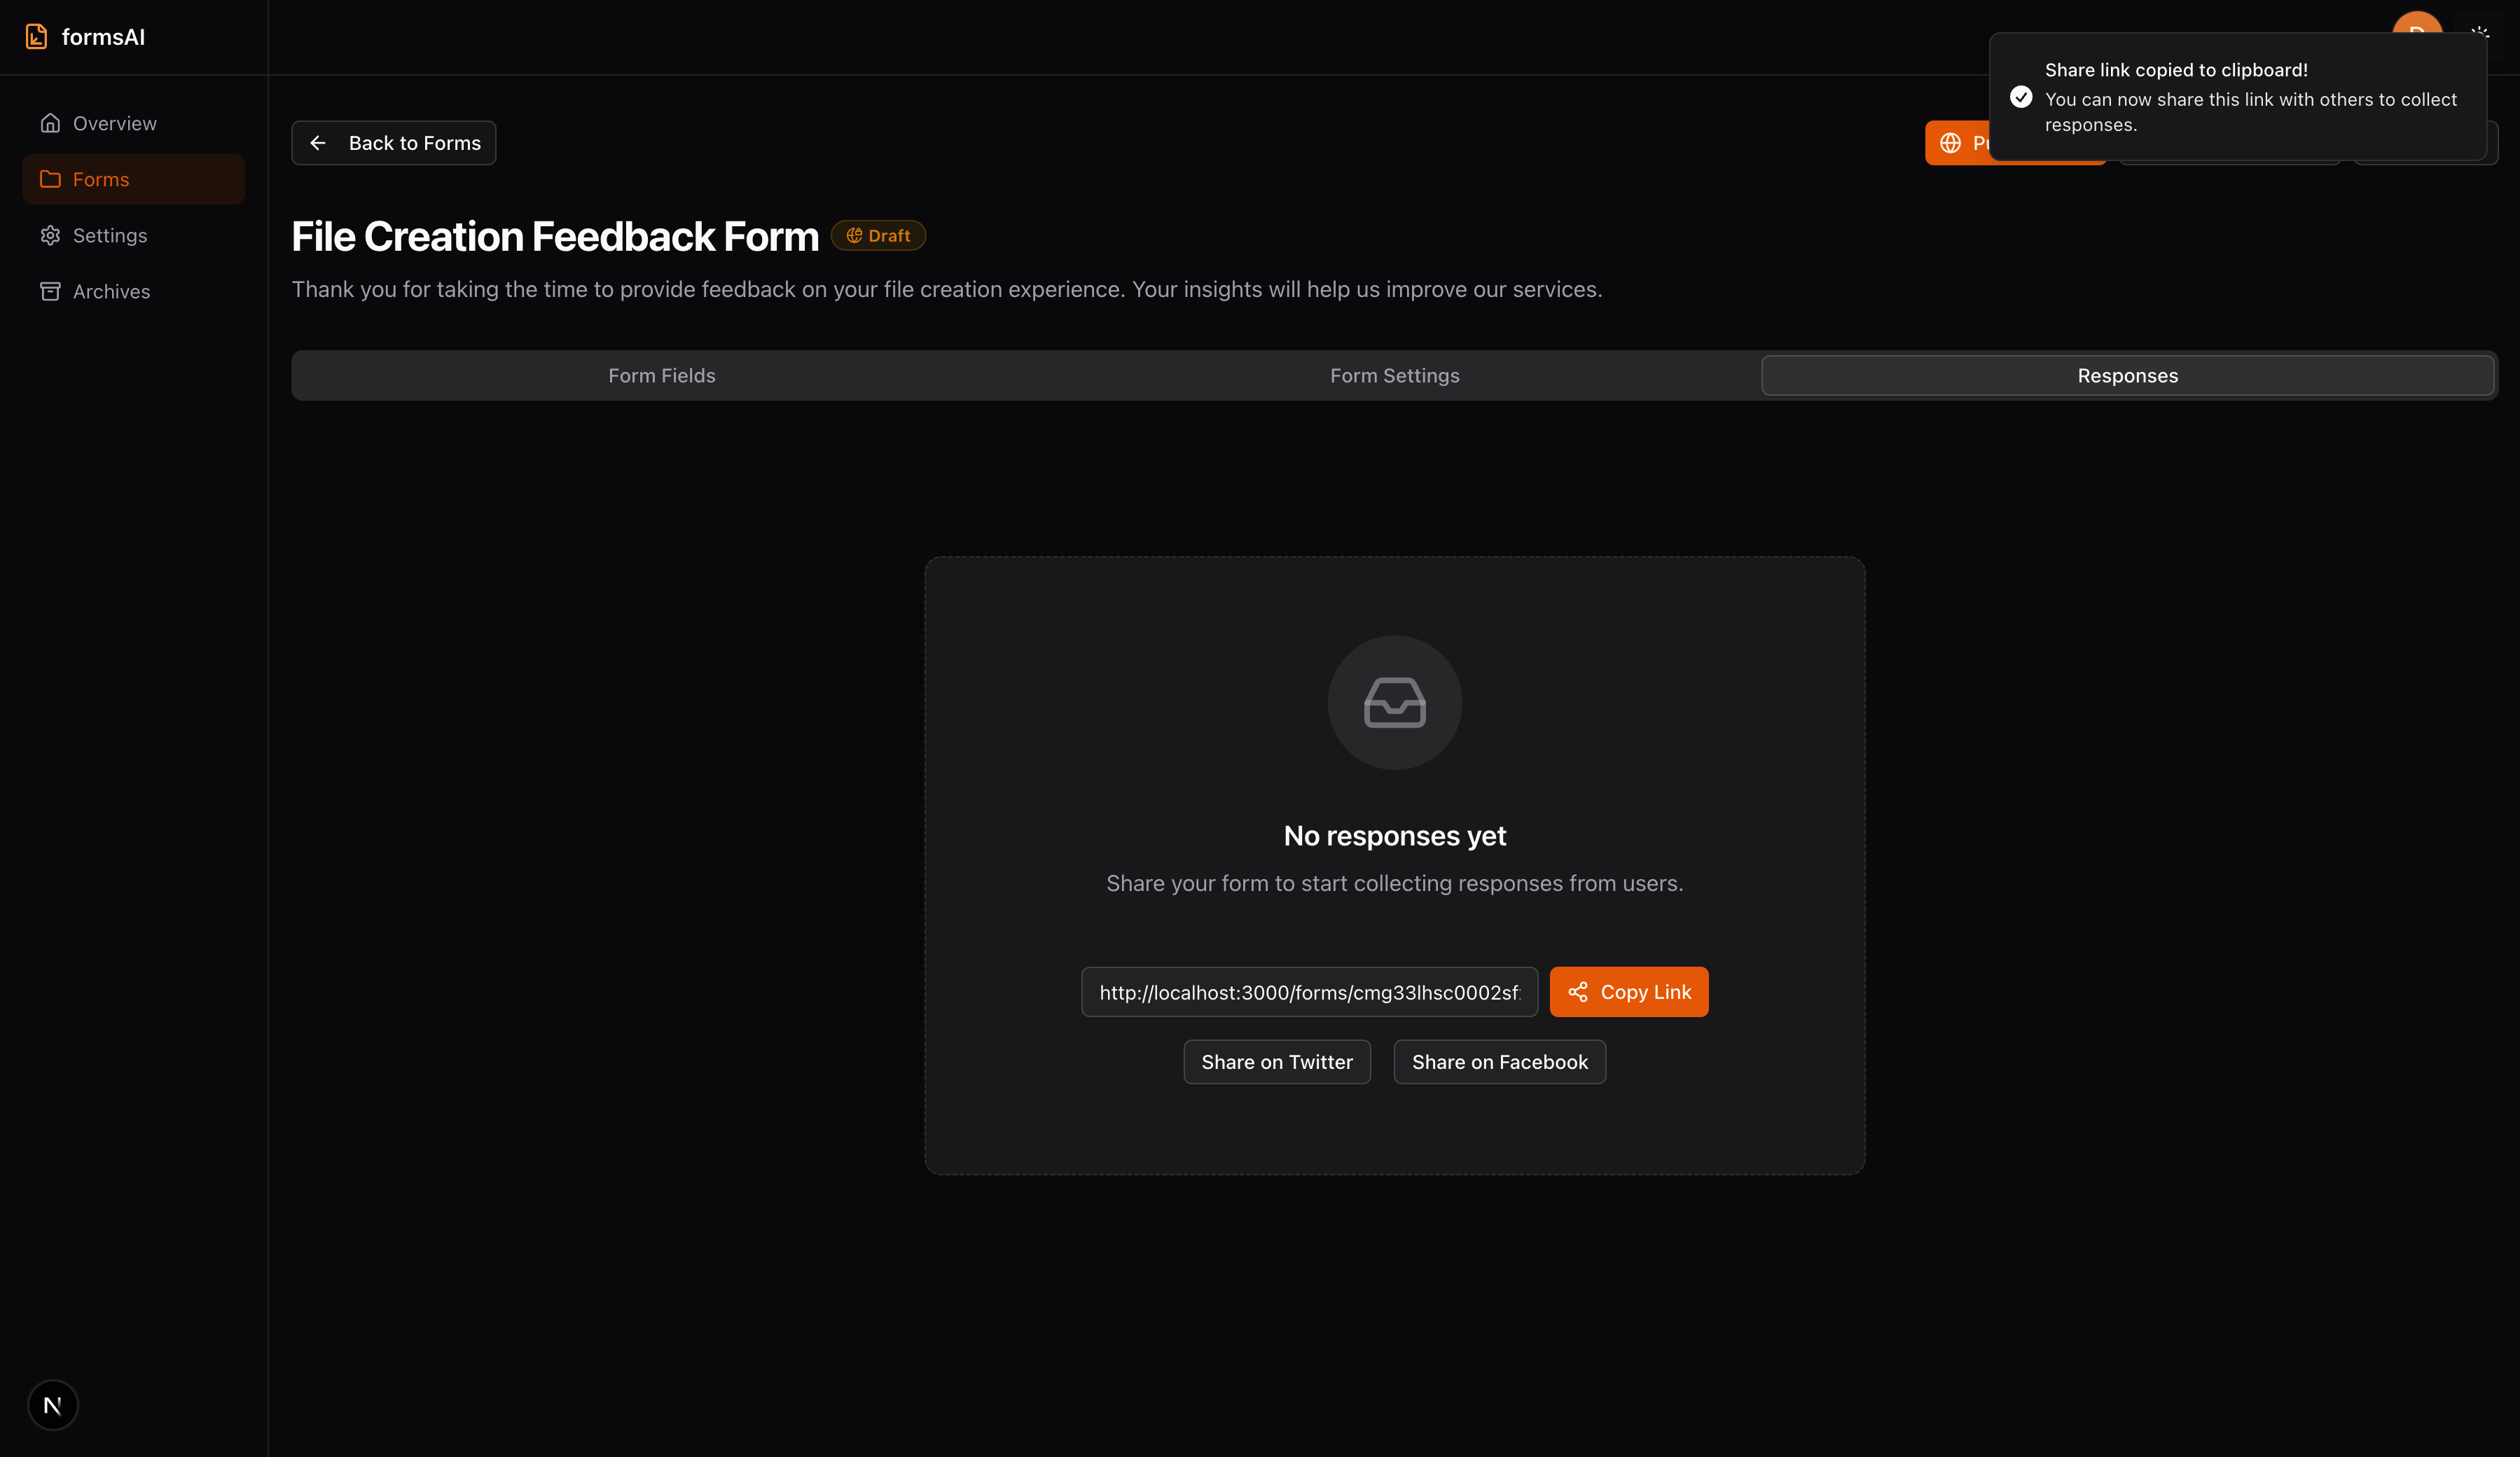 formsAI
Share link copied to clipboard!
You can now share this link with others to collect
responses.
Overview
Forms
Settings
Archives
Back to Forms
File Creation Feedback Form
Draft
Thank you for taking the time to provide feedback on your file creation experience. Your insights will help us improve our services.
Form Fields
Form Settings
Responses
No responses yet
Share your form to start collecting responses from users.
http://localhost:3000/forms/cmg33lhsc0002sf
Copy Link
Share on Twitter
Share on Facebook
N